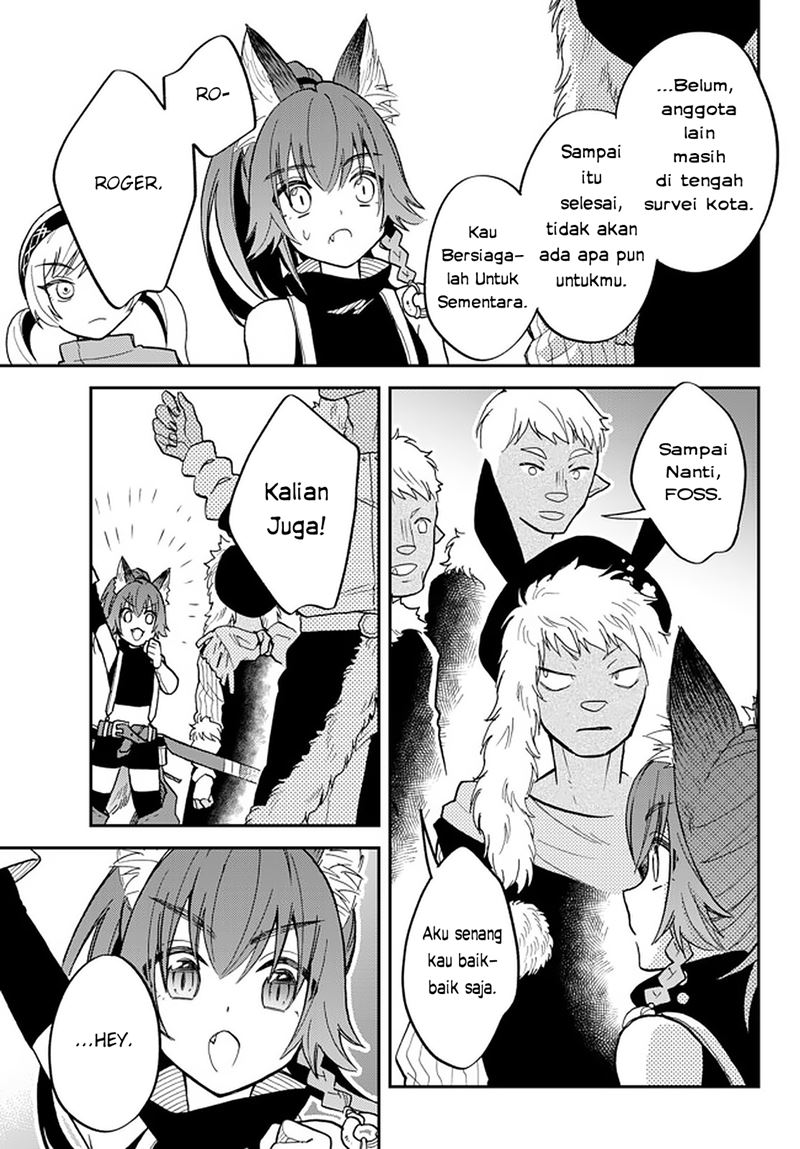 ...Belum,
anggota
lain
masih
di tengah
survei kota.
Sampai
itu
selesai,
tidak akan
ada apa pun
untukmu.
Kau
Bersiaga-
lah Untuk
Sementara.
RO-
ROGER.
Sampai
Nanti,
FOSS.
Aku senang
kau baik-
baik saja.
Kalian
Juga!
...HEY.